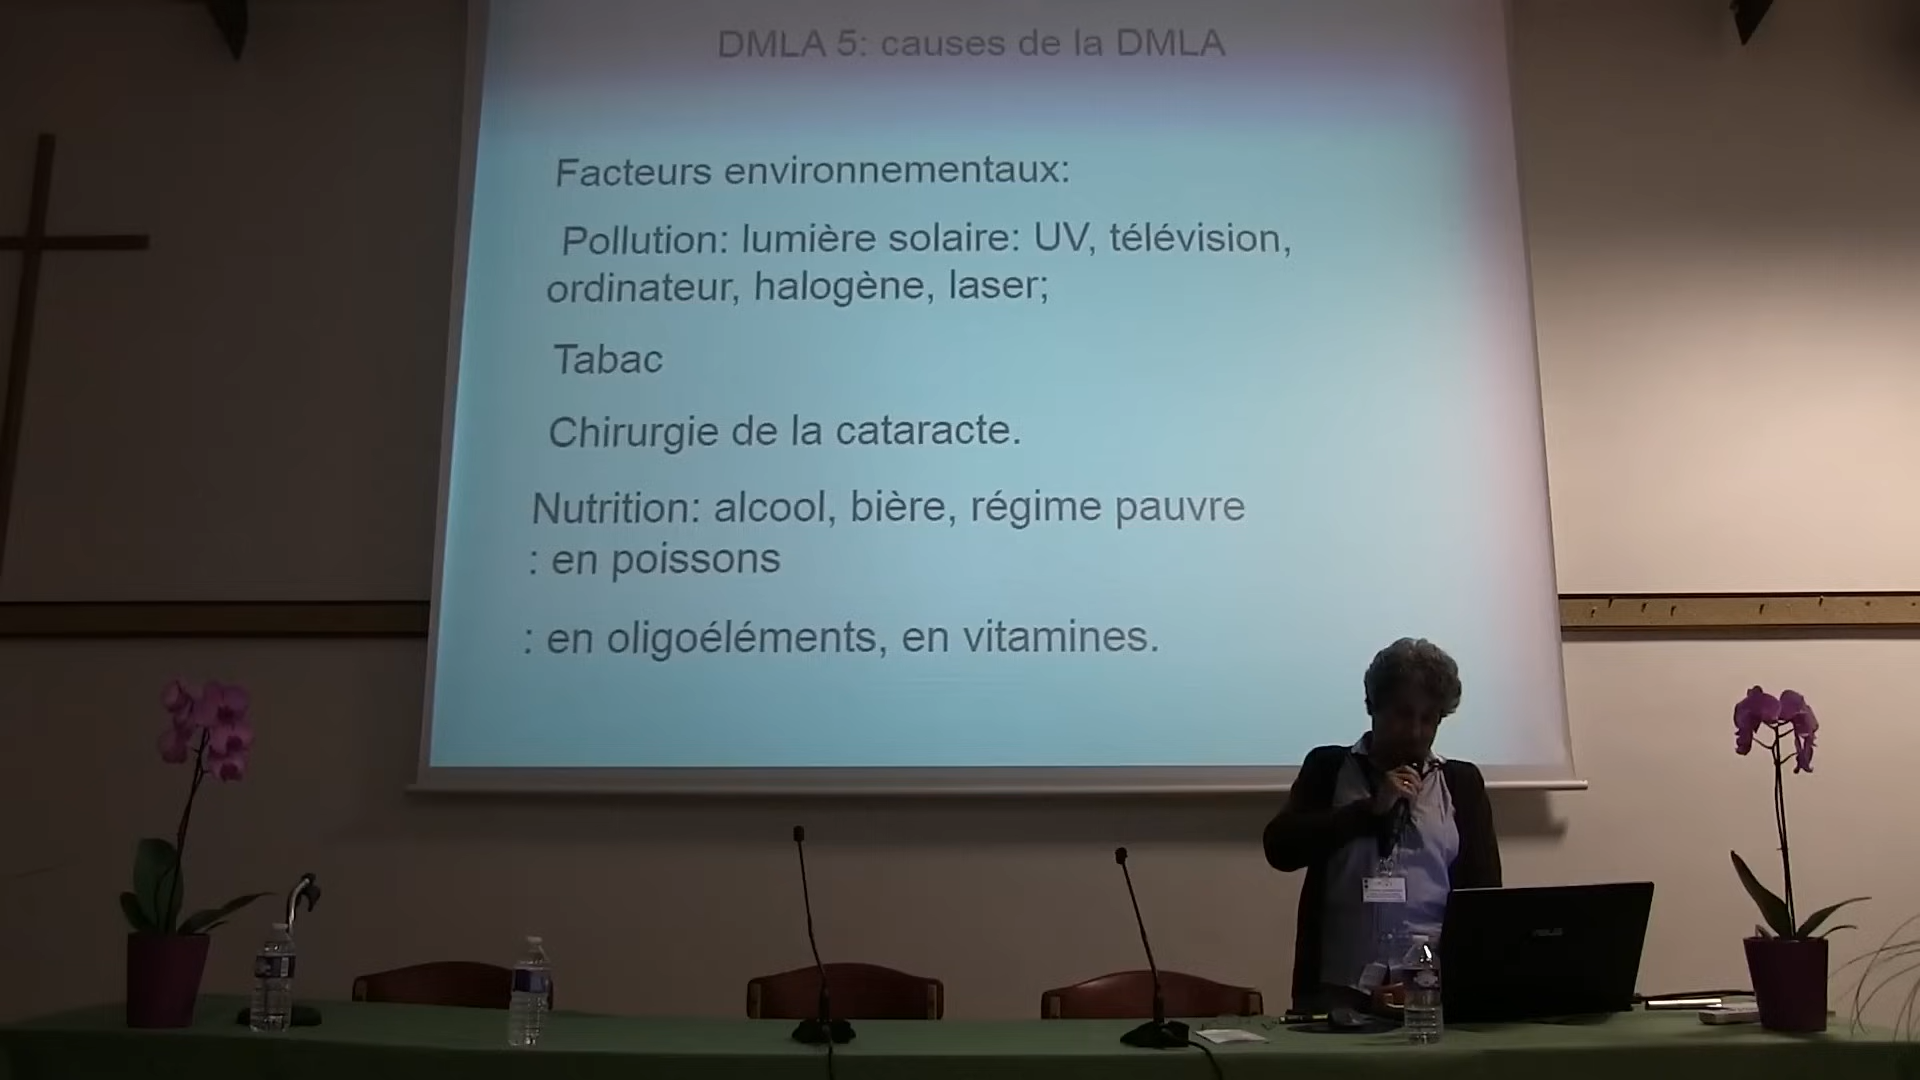 DMLA 5: causes de la DMLA
Facteurs environnementaux:
Pollution: lumière solaire: UV, télévision,
ordinateur, halogène, laser;
Tabac
Chirurgie de la cataracte.
Nutrition: alcool, bière, régime pauvre
: en poissons
: en oligoéléments, en vitamines.
ASUS